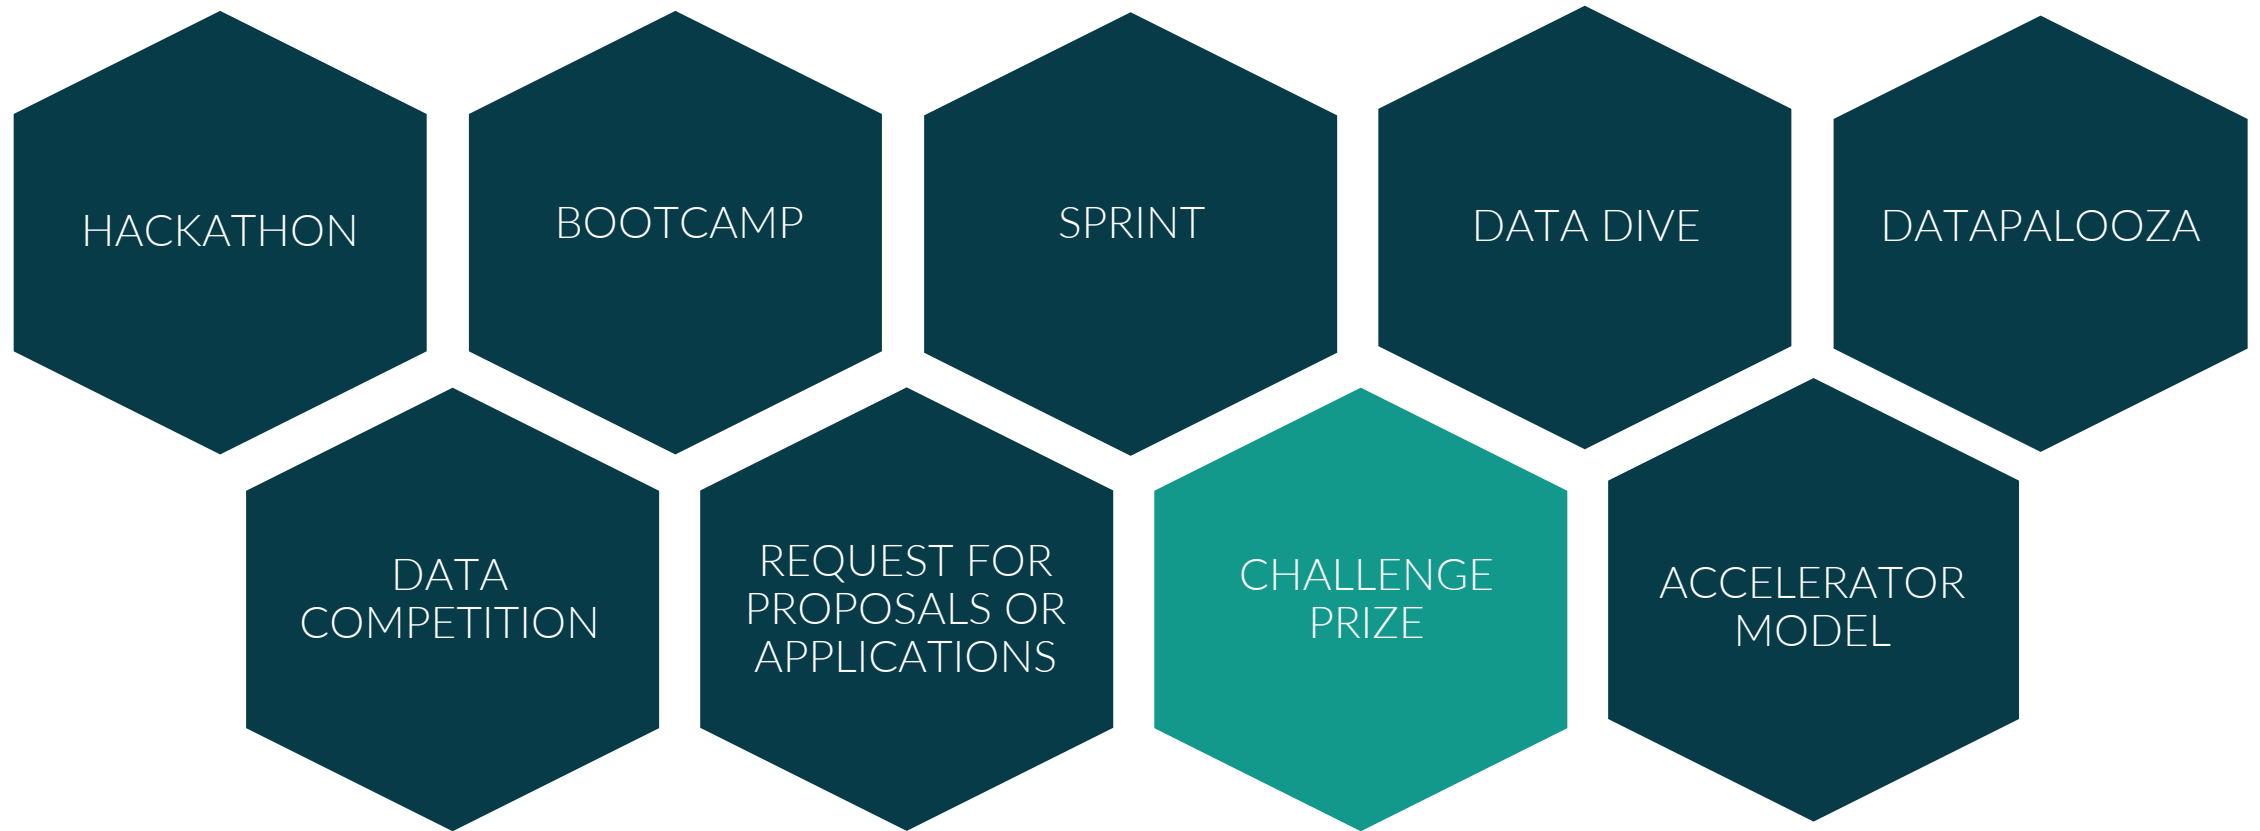 HACKATHON
BOOTCAMP
SPRINT
DATA DIVE
DATAPALOOZA
DATA
COMPETITION
REQUEST FOR
PROPOSALS OR
APPLICATIONS
CHALLENGE
PRIZE
ACCELERATOR
MODEL